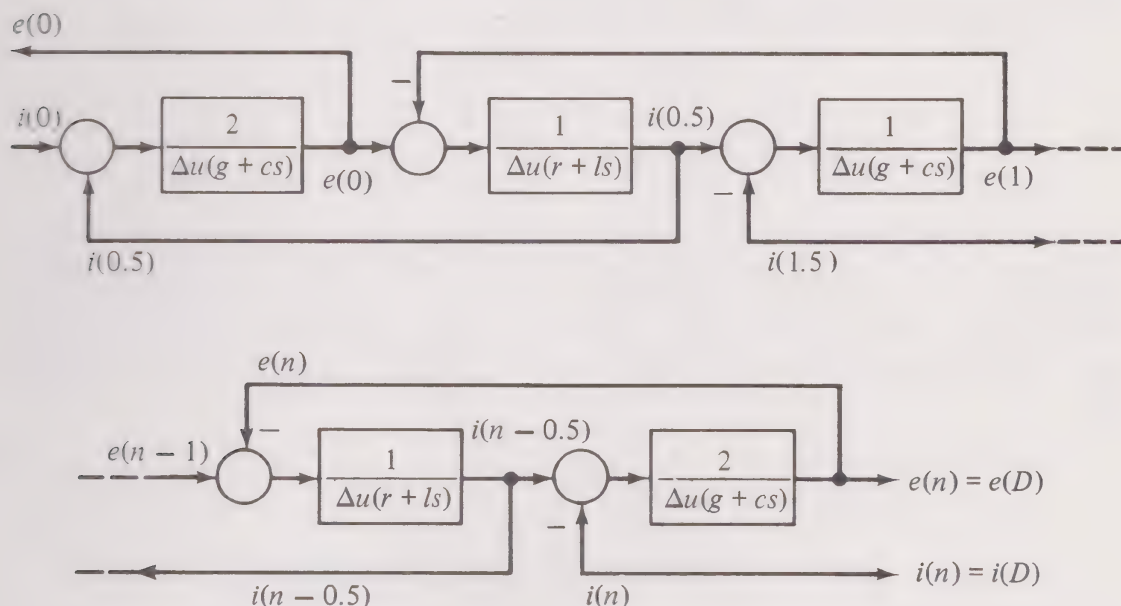 e(0)
−
i(0)
2
Δu(g + cs)
e(0)
1
Δu(r + ls)
i(0.5)
−
1
Δu(g + cs)
e(1)
i(0.5)
i(1.5)
e(n)
−
e(n − 1)
1
Δu(r + ls)
i(n − 0.5)
−
2
Δu(g + cs)
e(n) = e(D)
i(n − 0.5)
i(n)
i(n) = i(D)